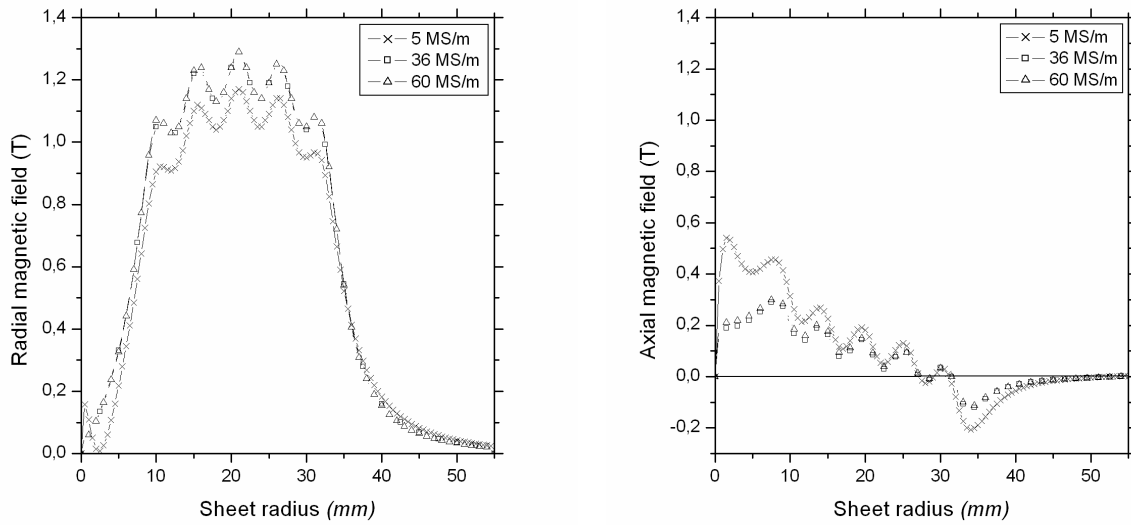 Radial magnetic field (T)
1,4
1,2
1,0
0,8
0,6
0,4
0,2
0,0
5 MS/m
36 MS/m
60 MS/m
0 10 20 30 40 50
Sheet radius (mm)
Axial magnetic field (T)
1,4
1,2
1,0
0,8
0,6
0,4
0,2
0,0
-0,2
5 MS/m
36 MS/m
60 MS/m
0 10 20 30 40 50
Sheet radius (mm)